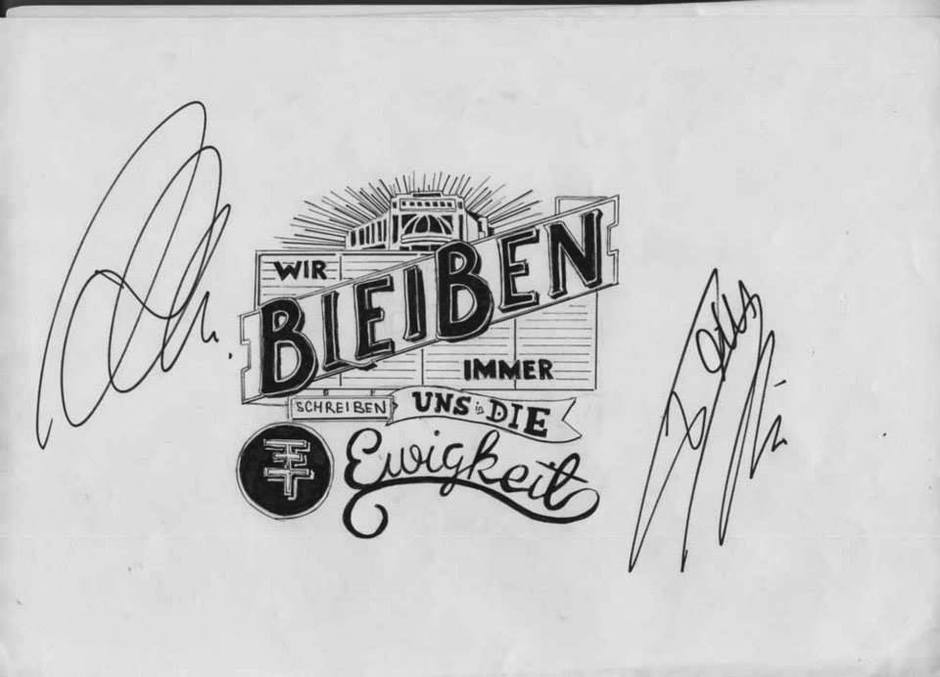 WIR
BLEIBEN
IMMER
SCHREIBEN
UNS in DIE
Ewigkeit